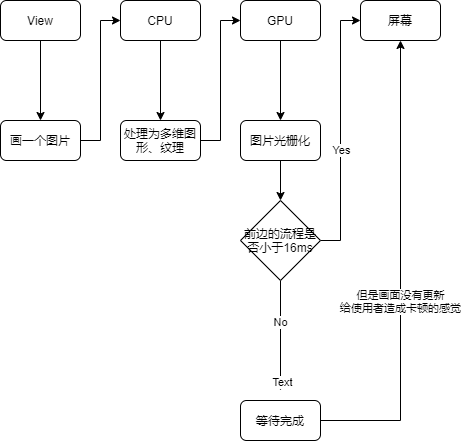 View
CPU
GPU
屏幕
画一个图片
处理为多维图
形、纹理
图片光栅化
Yes
前边的流程是
否小于16ms
但是画面没有更新
给使用者造成卡顿的感觉
No
Text
等待完成